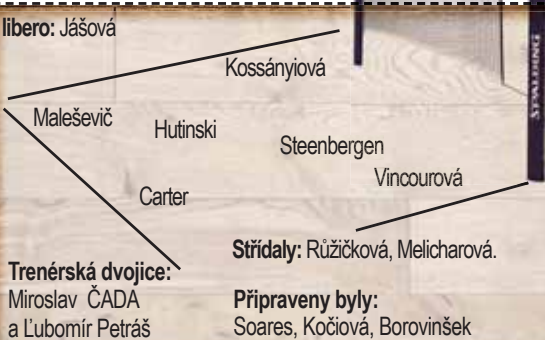 libero: Jášová
Kossányiová
Maleševič
Hutinski
Steenbergen
Vincourová
Carter
Střídaly: Růžičková, Melicharová.
Trenérská dvojice:
Miroslav ČADA
a Ľubomír Petráš
Připraveny byly:
Soares, Kočiová, Borovinšek
SPALDING